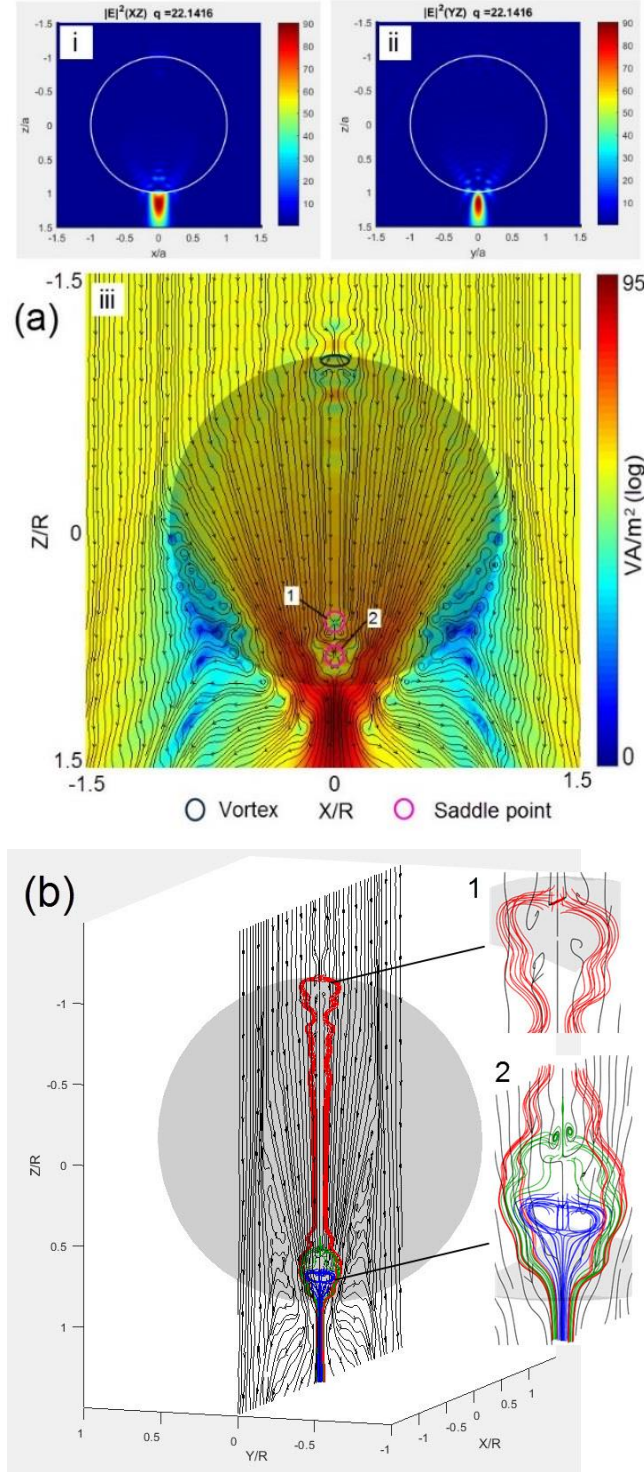 |E|²(XZ) q =22.1416
|E|²(YZ) q =22.1416
i
ii
-1.5
-1
-0.5
0
0.5
1
1.5
z/a
-1.5 -1 -0.5 0 0.5 1 1.5
x/a
90
80
70
60
50
40
30
20
10
-1.5
-1
-0.5
0
0.5
1
1.5
z/a
-1.5 -1 -0.5 0 0.5 1 1.5
y/a
90
80
70
60
50
40
30
20
10
(a)
iii
-1.5
0
1.5
Z/R
1
2
95
VA/m² (log)
0
-1.5 0 1.5
Vortex X/R Saddle point
(b)
1
2
-1
-0.5
0
0.5
1
Z/R
1 0.5 0 -0.5 -1
Y/R
-1 -0.5 0 0.5 1
X/R